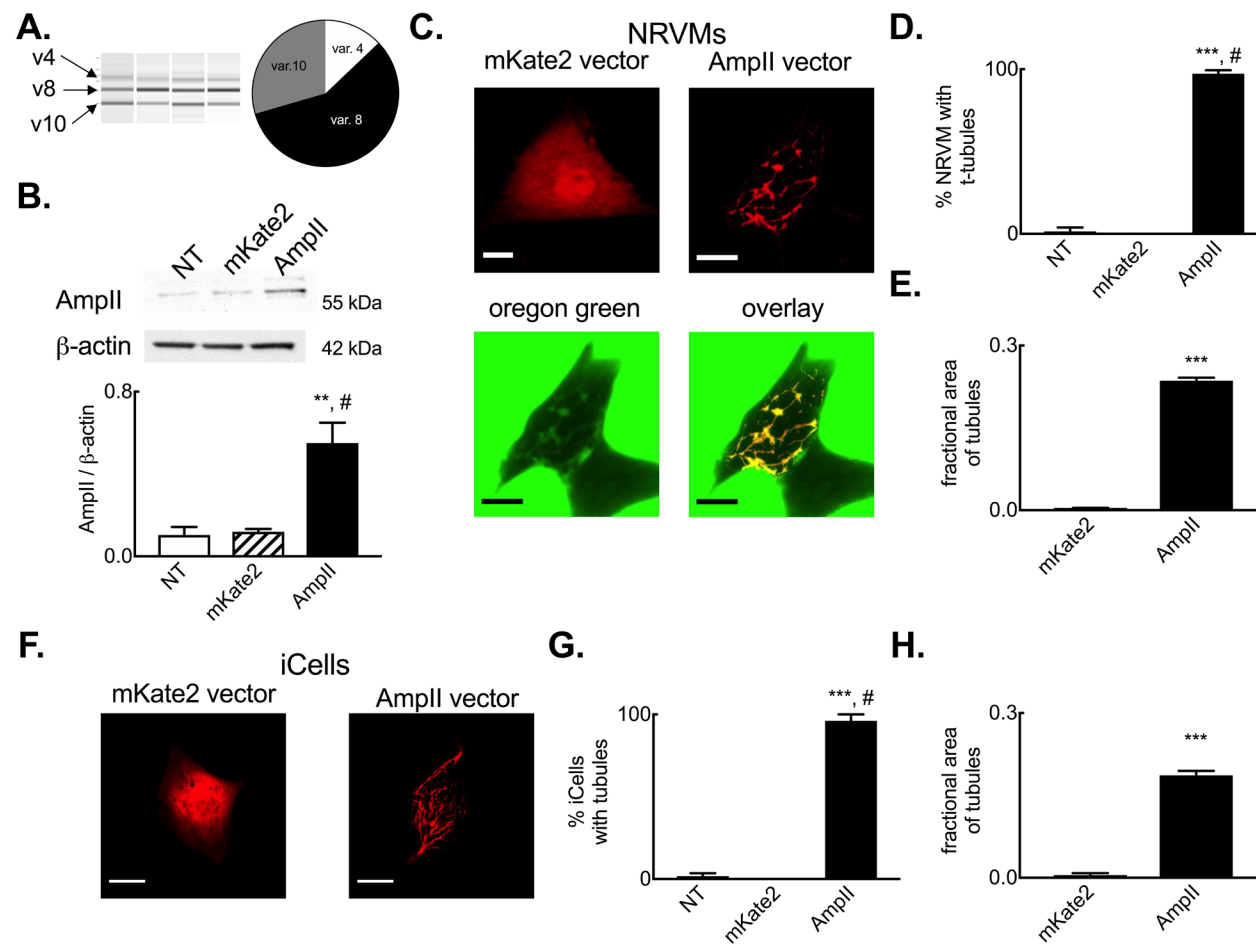 A.
v4
v8
v10
var. 4
var.10
var. 8
B.
NT
mKate2
AmpII
AmpII
55 kDa
β-actin
42 kDa
AmpII / β-actin
0.8
0.0
**, #
NT
mKate2
AmpII
C.
NRVMs
mKate2 vector
AmpII vector
oregon green
overlay
D.
% NRVM with
t-tubules
100
0
***, #
NT
mKate2
AmpII
E.
fractional area
of tubules
0.3
0.0
***
mKate2
AmpII
F.
iCells
mKate2 vector
AmpII vector
G.
% iCells
with tubules
100
0
***, #
NT
mKate2
AmpII
H.
fractional area
of tubules
0.3
0.0
***
mKate2
AmpII